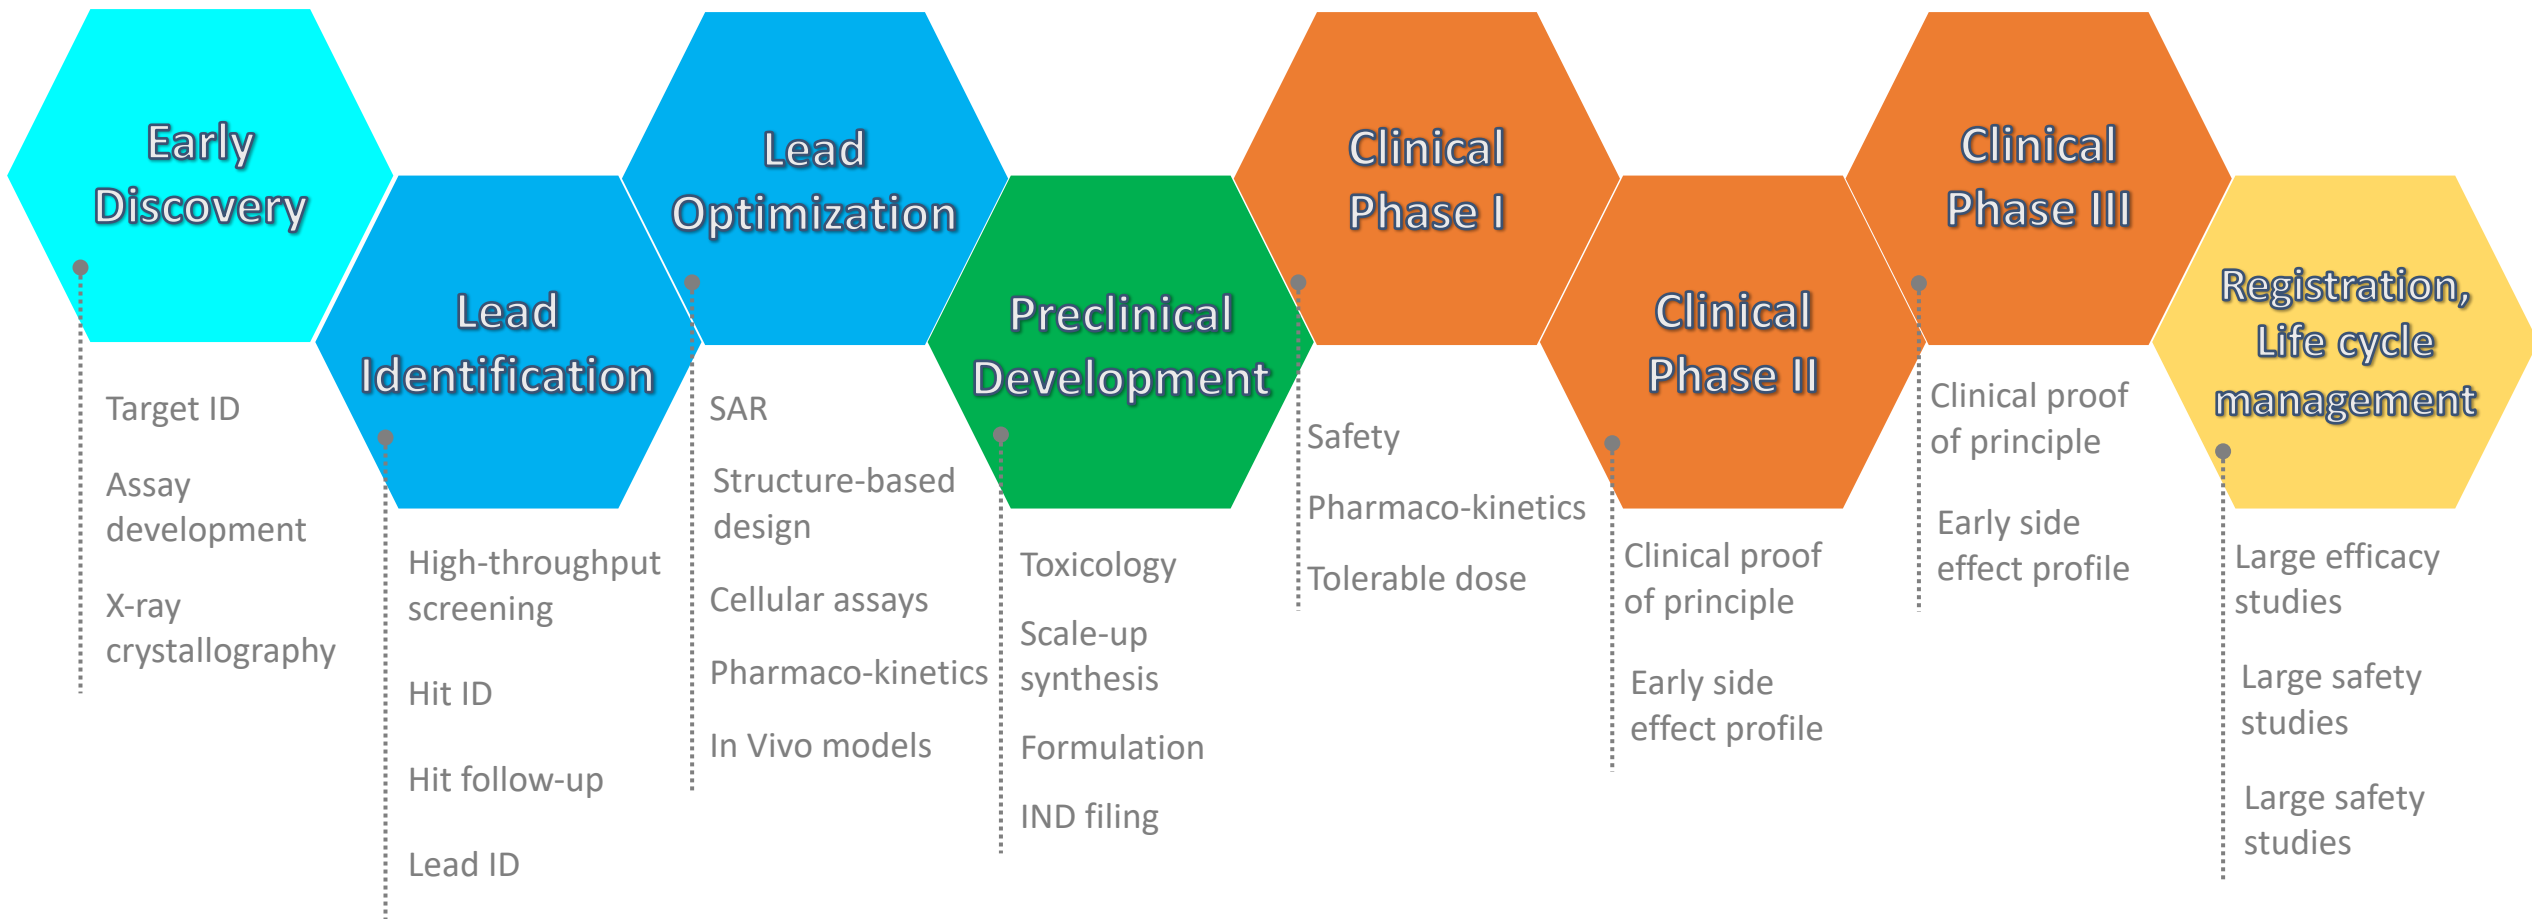 Early
Discovery
Target ID
Assay
development
X-ray
crystallography
Lead
Identification
High-throughput
screening
Hit ID
Hit follow-up
Lead ID
Lead
Optimization
SAR
Structure-based
design
Cellular assays
Pharmaco-kinetics
In Vivo models
Preclinical
Development
Toxicology
Scale-up
synthesis
Formulation
IND filing
Clinical
Phase I
Safety
Pharmaco-kinetics
Tolerable dose
Clinical
Phase II
Clinical proof
of principle
Early side
effect profile
Clinical
Phase III
Clinical proof
of principle
Early side
effect profile
Registration,
Life cycle
management
Large efficacy
studies
Large safety
studies
Large safety
studies